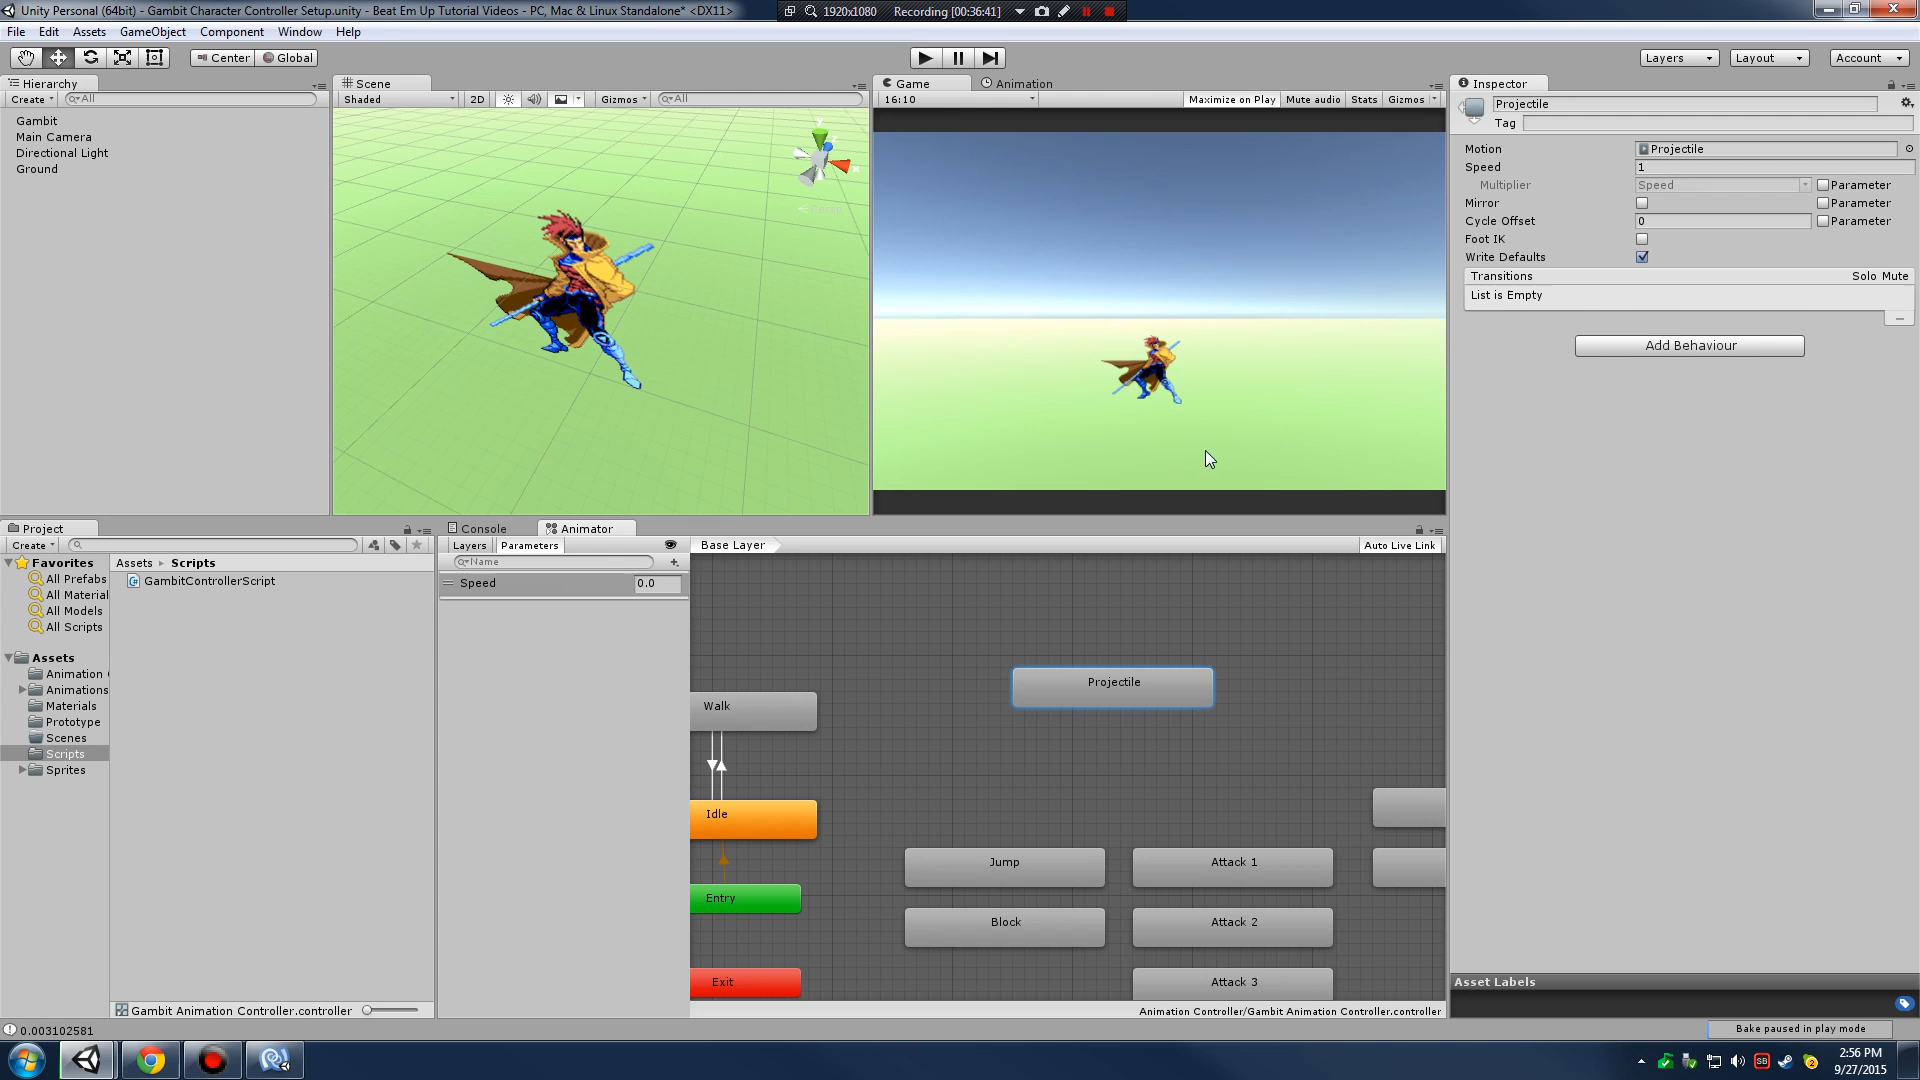 Unity Personal (64bit) - Gambit Character Controller Setup.unity - Beat Em Up Tutorial Videos - PC, Mac & Linux Standalone* <DX11>
1920x1080 Recording [00:36:41]
File Edit Assets GameObject Component Window Help
Center Global
Layers Layout Account
Hierarchy
Create All
Gambit
Main Camera
Directional Light
Ground
Scene
Shaded 2D Gizmos All
y
x
Persp
Game Animation
16:10 Maximize on Play Mute audio Stats Gizmos
Inspector
Projectile
Tag
Motion Projectile
Speed 1
Multiplier Speed Parameter
Mirror Parameter
Cycle Offset 0 Parameter
Foot IK
Write Defaults
Transitions Solo Mute
List is Empty
Add Behaviour
Asset Labels
Project
Create
Favorites
All Prefabs
All Material
All Models
All Scripts
Assets
Animation
Animations
Materials
Prototype
Scenes
Scripts
Sprites
Assets Scripts
GambitControllerScript
Gambit Animation Controller.controller
Console Animator
Layers Parameters
Name
Speed 0.0
Base Layer Auto Live Link
Projectile
Walk
Idle
Jump Attack 1
Entry
Block Attack 2
Exit Attack 3
Animation Controller/Gambit Animation Controller.controller
0.003102581
Bake paused in play mode
2:56 PM
9/27/2015